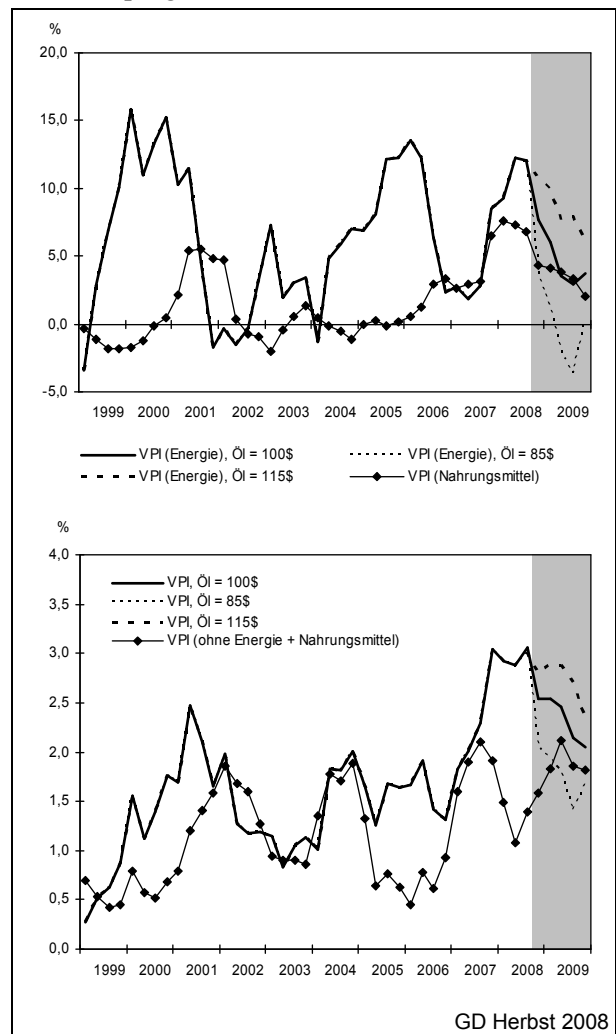 %
20,0
15,0
10,0
5,0
0,0
-5,0
1999 2000 2001 2002 2003 2004 2005 2006 2007 2008 2009
VPI (Energie), Öl = 100$ VPI (Energie), Öl = 85$
VPI (Energie), Öl = 115$ VPI (Nahrungsmittel)
%
4,0
3,5
3,0
2,5
2,0
1,5
1,0
0,5
0,0
VPI, Öl = 100$
VPI, Öl = 85$
VPI, Öl = 115$
VPI (ohne Energie + Nahrungsmittel)
1999 2000 2001 2002 2003 2004 2005 2006 2007 2008 2009
GD Herbst 2008